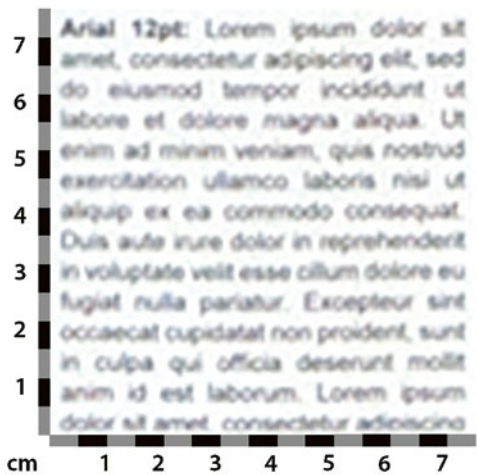 7
6
5
4
3
2
1
cm
Arial 12pt: Lorem ipsum dolor sit
amet, consectetur adipiscing elit, sed
do eiusmod tempor incididunt ut
labore et dolore magna aliqua. Ut
enim ad minim veniam, quis nostrud
exercitation ullamco laboris nisi ut
aliquip ex ea commodo consequat.
Duis aute irure dolor in reprehenderit
in voluptate velit esse cillum dolore eu
fugiat nulla pariatur. Excepteur sint
occaecat cupidatat non proident, sunt
in culpa qui officia deserunt mollit
anim id est laborum. Lorem ipsum
dolor sit amet, consectetur adipiscing
1 2 3 4 5 6 7